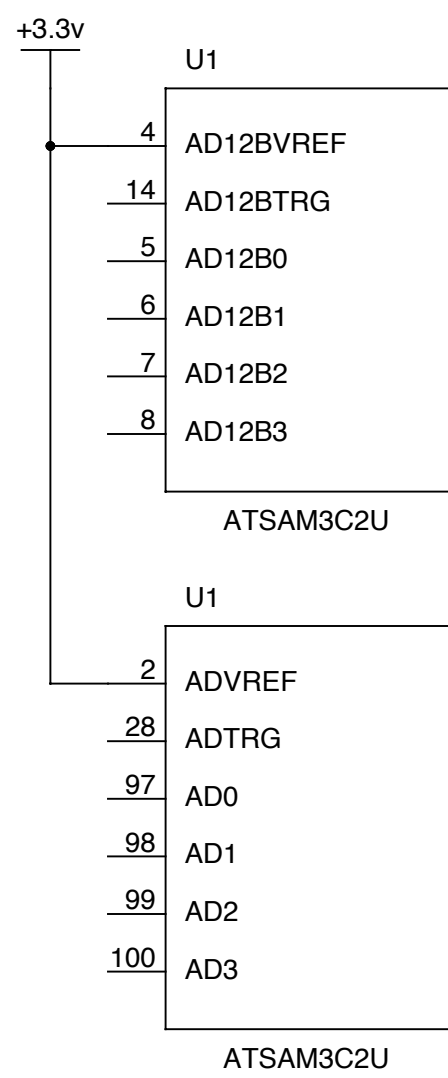 +3.3v
U1
4 AD12BVREF
14 AD12BTRG
5 AD12B0
6 AD12B1
7 AD12B2
8 AD12B3
ATSAM3C2U
U1
2 ADVREF
28 ADTRG
97 AD0
98 AD1
99 AD2
100 AD3
ATSAM3C2U